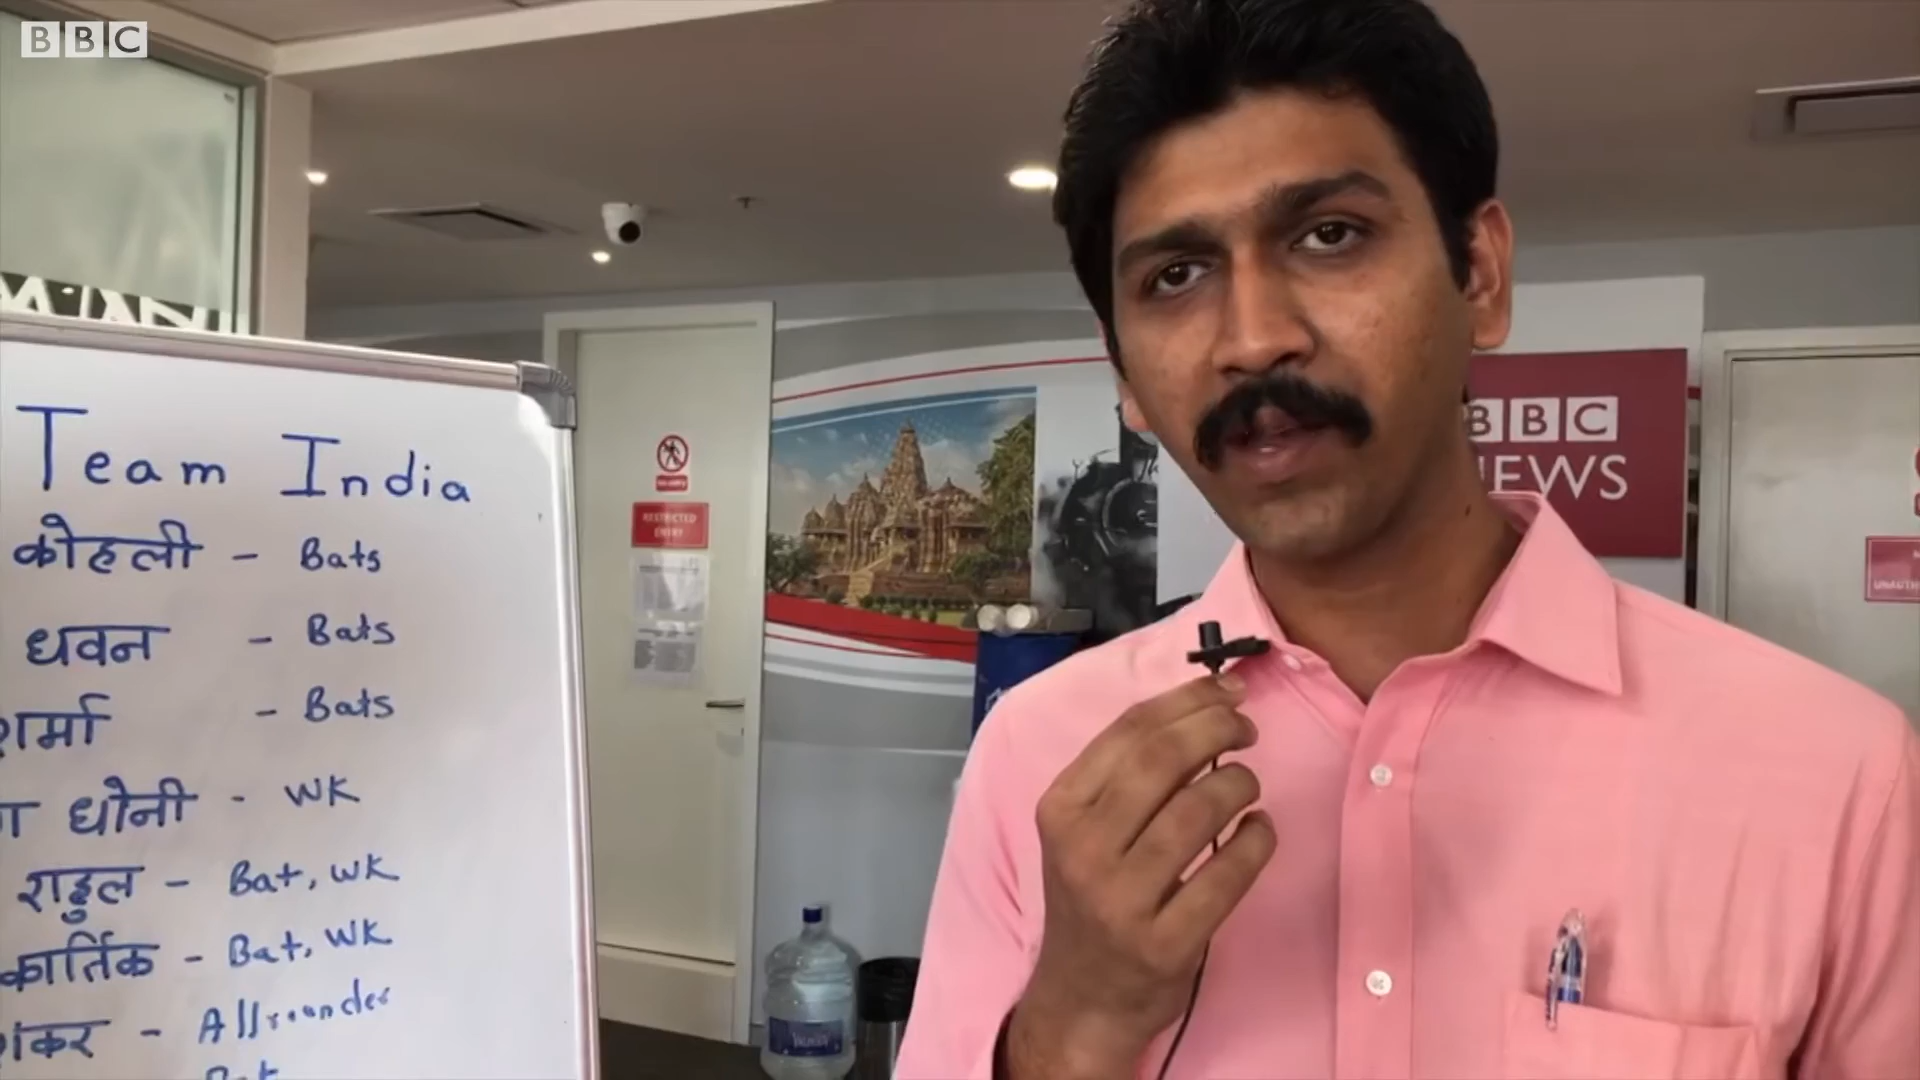 BBC
Team India
कोहली - Bats
धवन - Bats
शर्मा - Bats
धोनी - WK
राहुल - Bat, WK
कार्तिक - Bat, WK
शंकर - Allrounder
RESTRICTED
ENTRY
BBC
NEWS